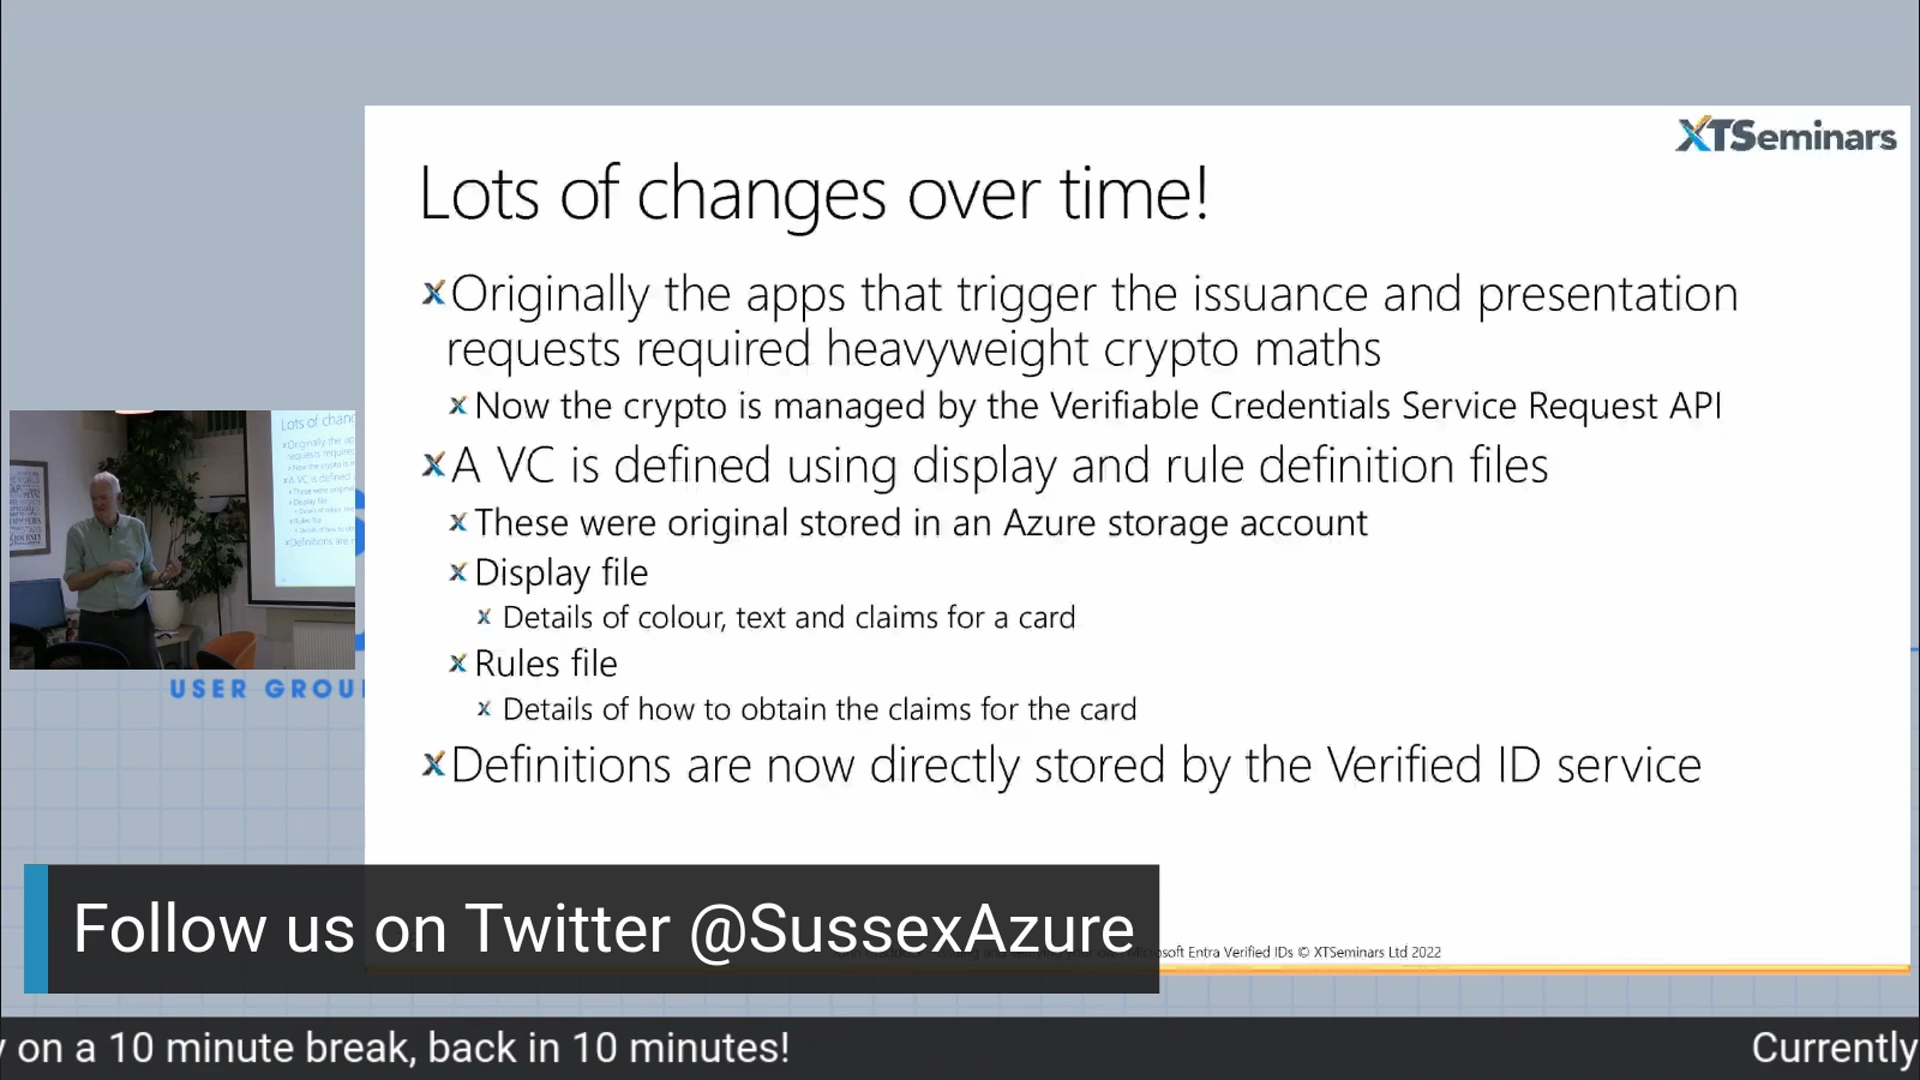 XTSeminars
Lots of changes over time!
Originally the apps that trigger the issuance and presentation
requests required heavyweight crypto maths
Now the crypto is managed by the Verifiable Credentials Service Request API
A VC is defined using display and rule definition files
These were original stored in an Azure storage account
Display file
Details of colour, text and claims for a card
Rules file
Details of how to obtain the claims for the card
Definitions are now directly stored by the Verified ID service
Lots of chan
USER GROU
Follow us on Twitter @SussexAzure
Microsoft Entra Verified IDs © XTSeminars Ltd 2022
on a 10 minute break, back in 10 minutes!
Currently